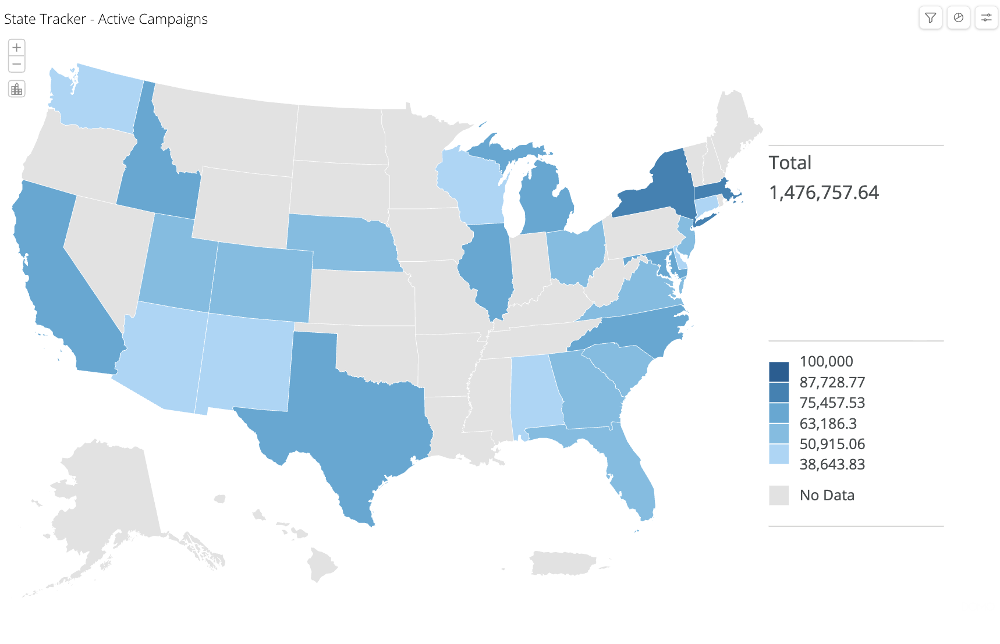 State Tracker - Active Campaigns
Total
1,476,757.64
100,000
87,728.77
75,457.53
63,186.3
50,915.06
38,643.83
No Data